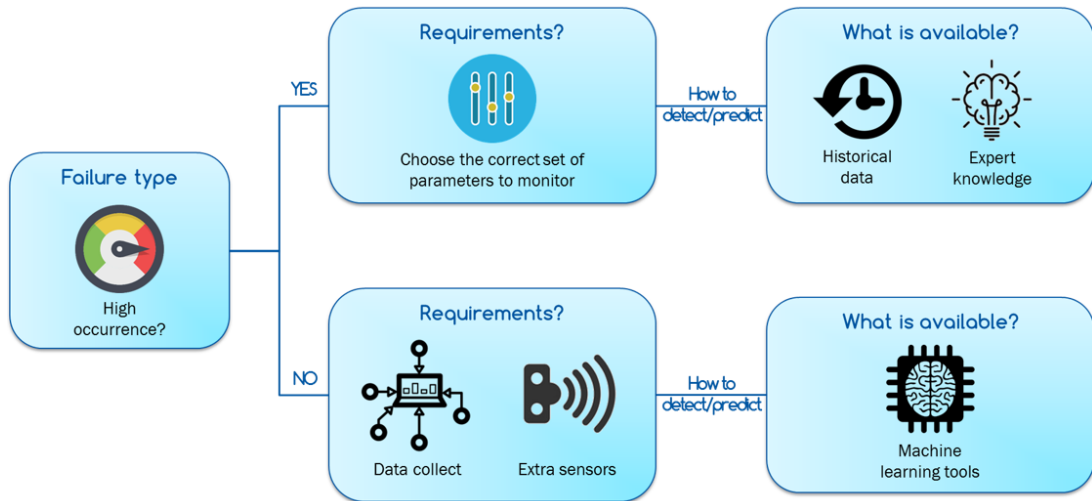 Failure type
High
occurrence?
YES
Requirements?
Choose the correct set of
parameters to monitor
How to
detect/predict
What is available?
Historical
data
Expert
knowledge
NO
Requirements?
Data collect
Extra sensors
How to
detect/predict
What is available?
Machine
learning tools